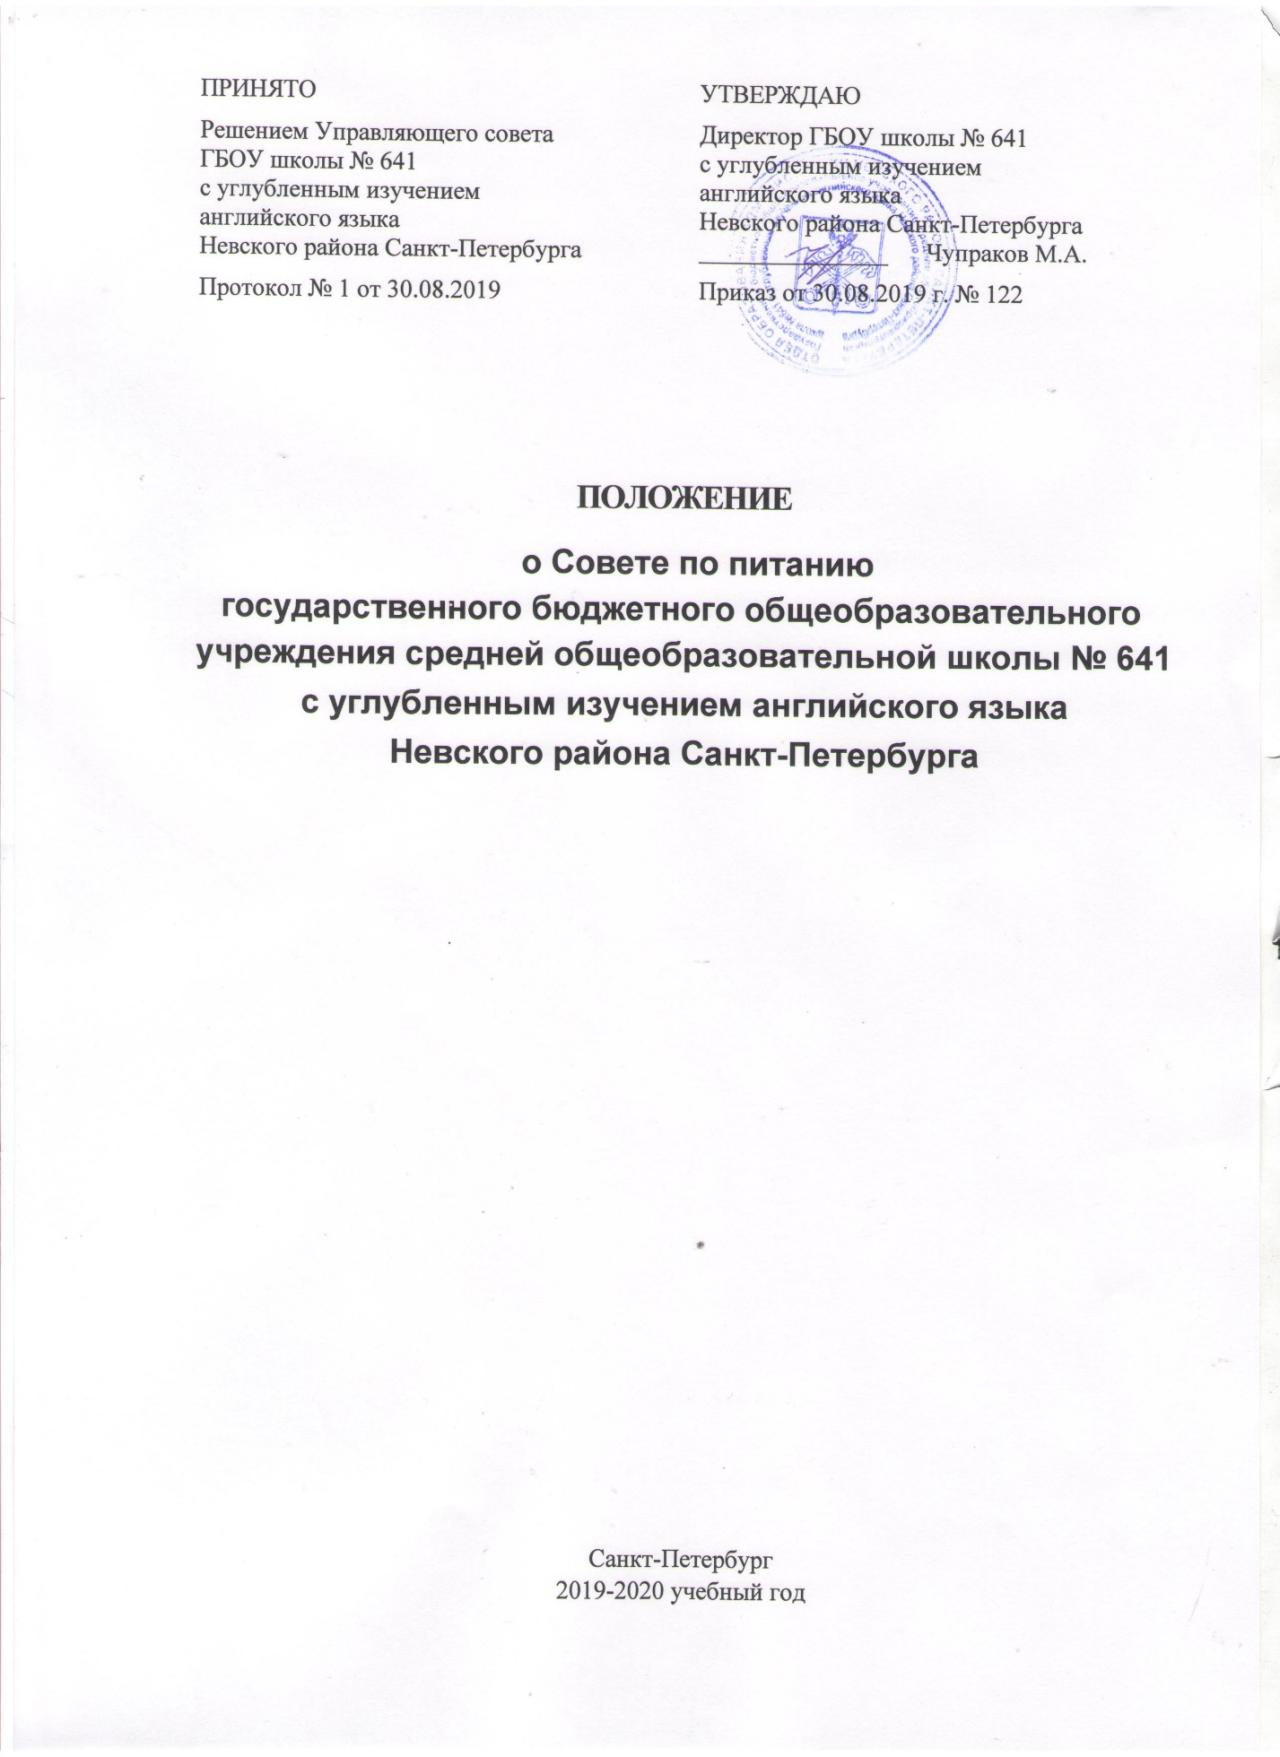 ПРИНЯТО
Решением Управляющего совета
ГБОУ школы № 641
с углубленным изучением
английского языка
Невского района Санкт-Петербурга
Протокол № 1 от 30.08.2019
УТВЕРЖДАЮ
Директор ГБОУ школы № 641
с углубленным изучением
английского языка
Невского района Санкт-Петербурга
Чупраков М.А.
Приказ от 30.08.2019 г. № 122
ПОЛОЖЕНИЕ
о Совете по питанию
государственного бюджетного общеобразовательного
учреждения средней общеобразовательной школы № 641
с углубленным изучением английского языка
Невского района Санкт-Петербурга
Санкт-Петербург
2019-2020 учебный год